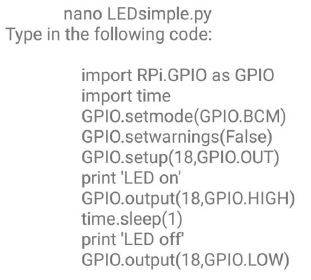 nano LEDsimple.py
Type in the following code:
import RPi.GPIO as GPIO
import time
GPIO.setmode(GPIO.BCM)
GPIO.setwarnings(False)
GPIO.setup(18,GPIO.OUT)
print 'LED on'
GPIO.output(18,GPIO.HIGH)
time.sleep(1)
print 'LED off'
GPIO.output(18,GPIO.LOW)